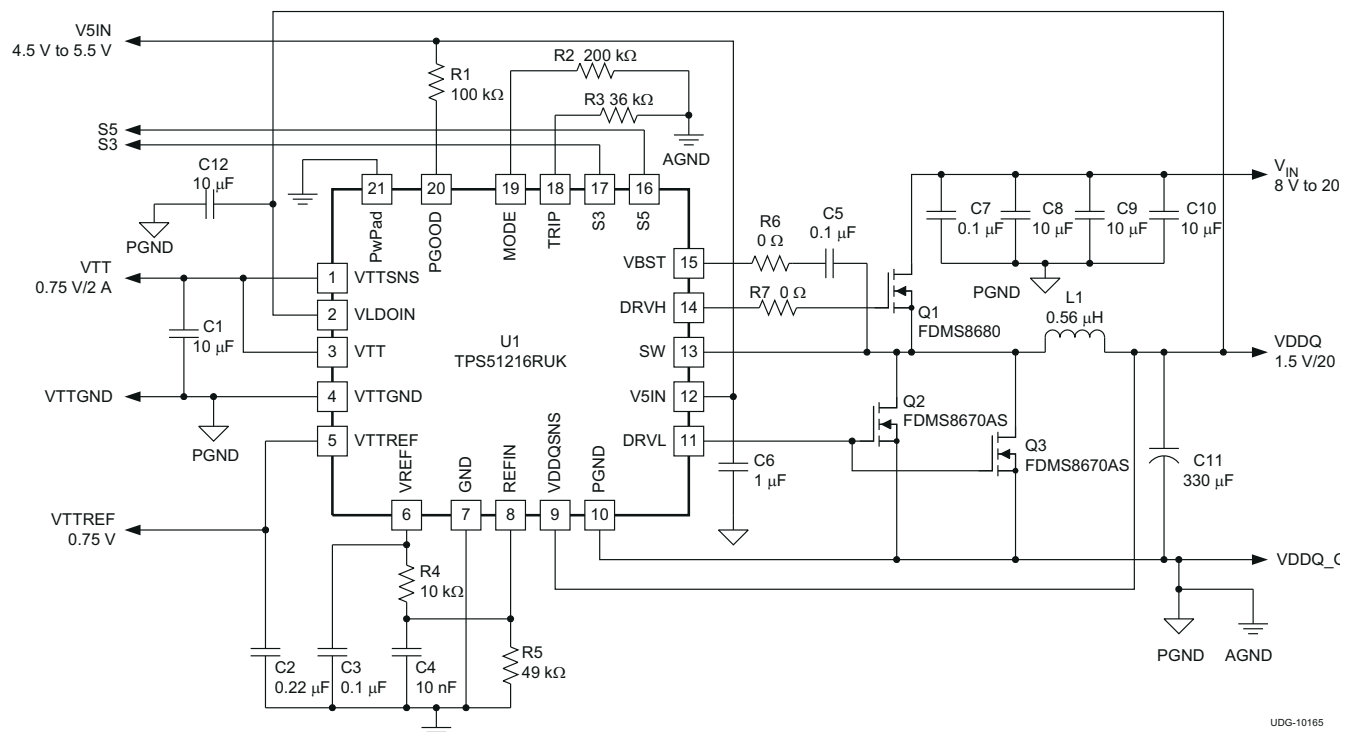 V5IN
4.5 V to 5.5 V
R1
100 kΩ
R2 200 kΩ
R3 36 kΩ
AGND
S5
S3
C12
10 μF
PGND
21
20
19
18
17
16
PwPad
PGOOD
MODE
TRIP
S3
S5
VTT
0.75 V/2 A
C1
10 μF
VTTGND
PGND
1 VTTSNS
2 VLDOIN
3 VTT
4 VTTGND
5 VTTREF
U1
TPS51216RUK
VBST 15
DRVH 14
SW 13
V5IN 12
DRVL 11
VREF
GND
REFIN
VDDQSNS
PGND
6
7
8
9
10
R6
0 Ω
C5
0.1 μF
R7 0 Ω
Q1
FDMS8680
VIN
8 V to 20
C7
0.1 μF
C8
10 μF
C9
10 μF
C10
10 μF
PGND
L1
0.56 μH
VDDQ
1.5 V/20
Q2
FDMS8670AS
Q3
FDMS8670AS
C6
1 μF
C11
330 μF
VTTREF
0.75 V
R4
10 kΩ
R5
49 kΩ
C2
0.22 μF
C3
0.1 μF
C4
10 nF
PGND
AGND
UDG-10165